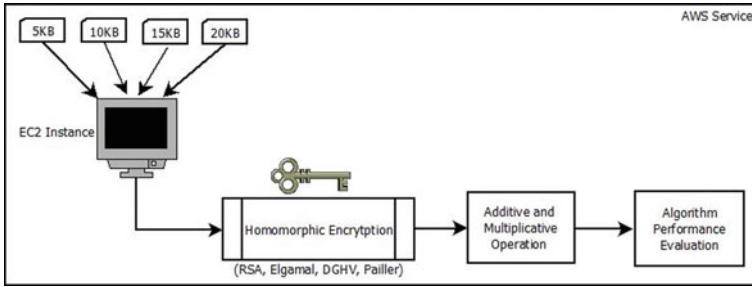 AWS Service
5KB
10KB
15KB
20KB
EC2 Instance
Homomorphic Encrytption
(RSA, Elgamal, DGHV, Pailler)
Additive and
Multiplicative
Operation
Algorithm
Performance
Evaluation